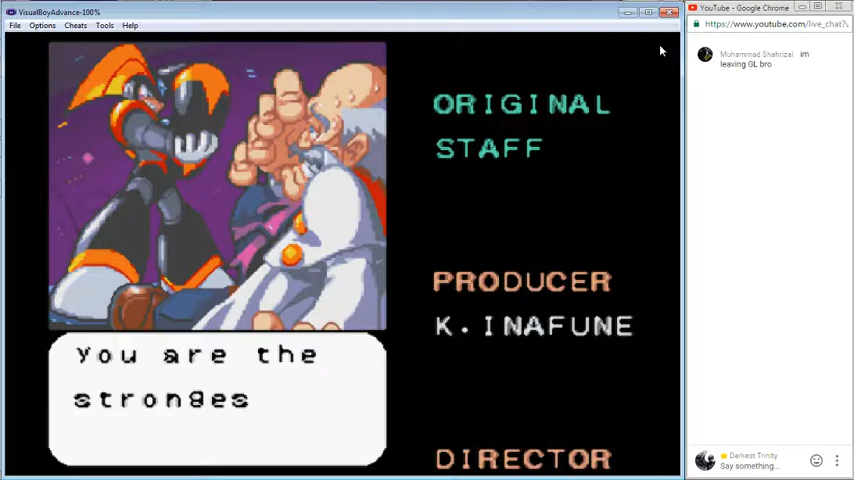 VisualBoyAdvance-100%
File Options Cheats Tools Help
ORIGINAL
STAFF
PRODUCER
K.INAFUNE
DIRECTOR
You are the
stronges
YouTube - Google Chrome
https://www.youtube.com/live_chat?v
Muhammad Shahrizal im
leaving GL bro
Darkest Trinity
Say something...